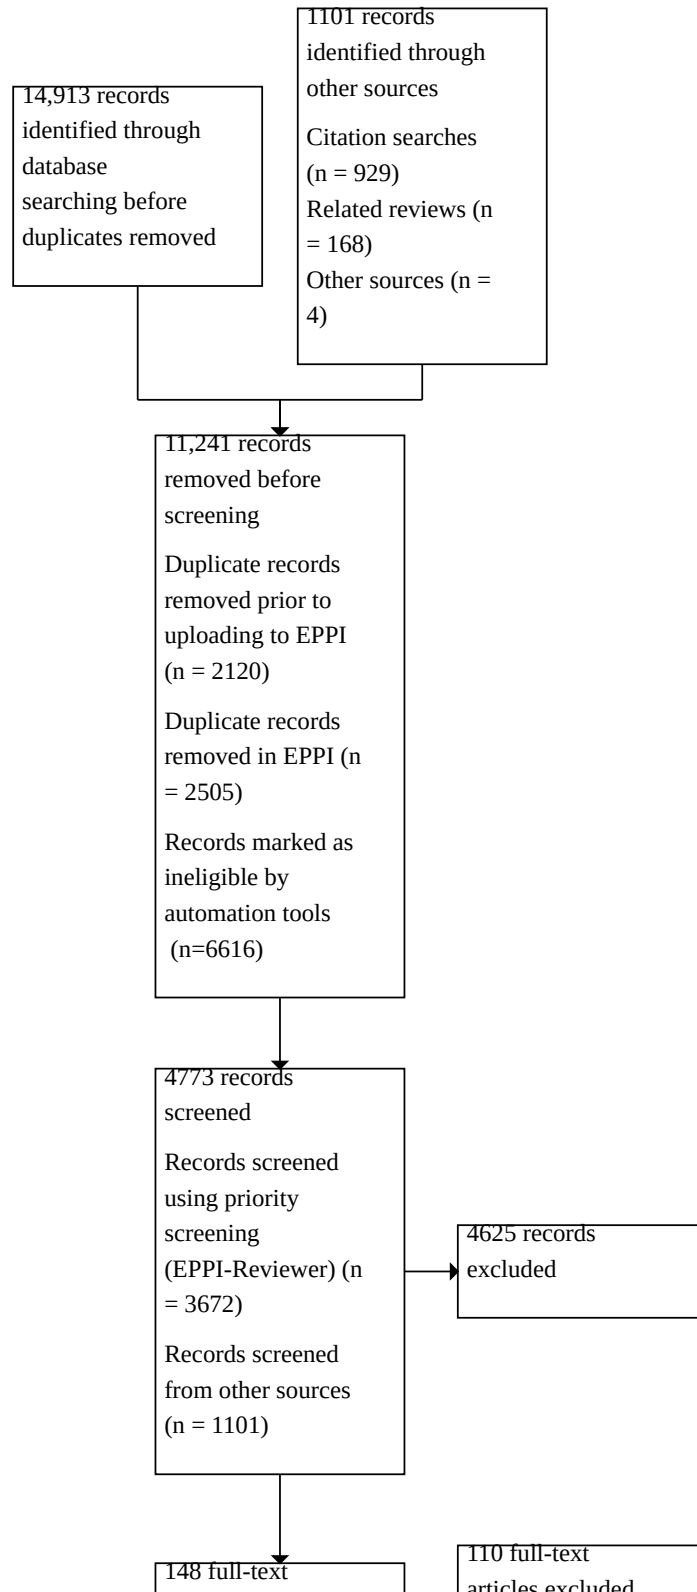 14,913 records
identified through
database
searching before
duplicates removed
1101 records
identified through
other sources
Citation searches
(n = 929)
Related reviews (n
= 168)
Other sources (n =
4)
11,241 records
removed before
screening
Duplicate records
removed prior to
uploading to EPPI
(n = 2120)
Duplicate records
removed in EPPI (n
= 2505)
Records marked as
ineligible by
automation tools
(n=6616)
4773 records
screened
Records screened
using priority
screening
(EPPI-Reviewer) (n
= 3672)
Records screened
from other sources
(n = 1101)
4625 records
excluded
148 full-text
110 full-text
articles excluded